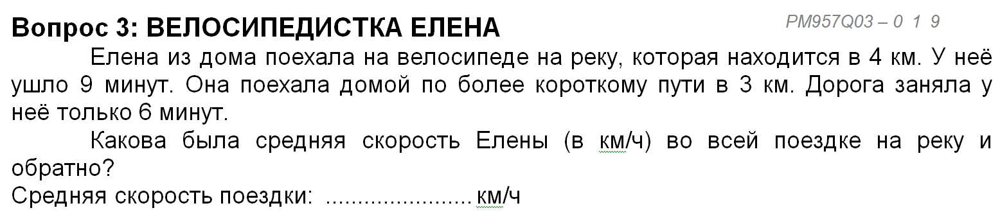 Вопрос 3: ВЕЛОСИПЕДИСТКА ЕЛЕНА PM957Q03 – 0 1 9
Елена из дома поехала на велосипеде на реку, которая находится в 4 км. У неё
ушло 9 минут. Она поехала домой по более короткому пути в 3 км. Дорога заняла у
неё только 6 минут.
Какова была средняя скорость Елены (в км/ч) во всей поездке на реку и
обратно?
Средняя скорость поездки: ....................... км/ч